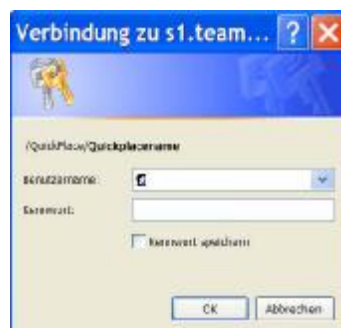 Verbindung zu s1.team... ?
/QuickPlace/Quickplacename
Benutzername:
Kennwort:
Kennwort speichern
OK Abbrechen